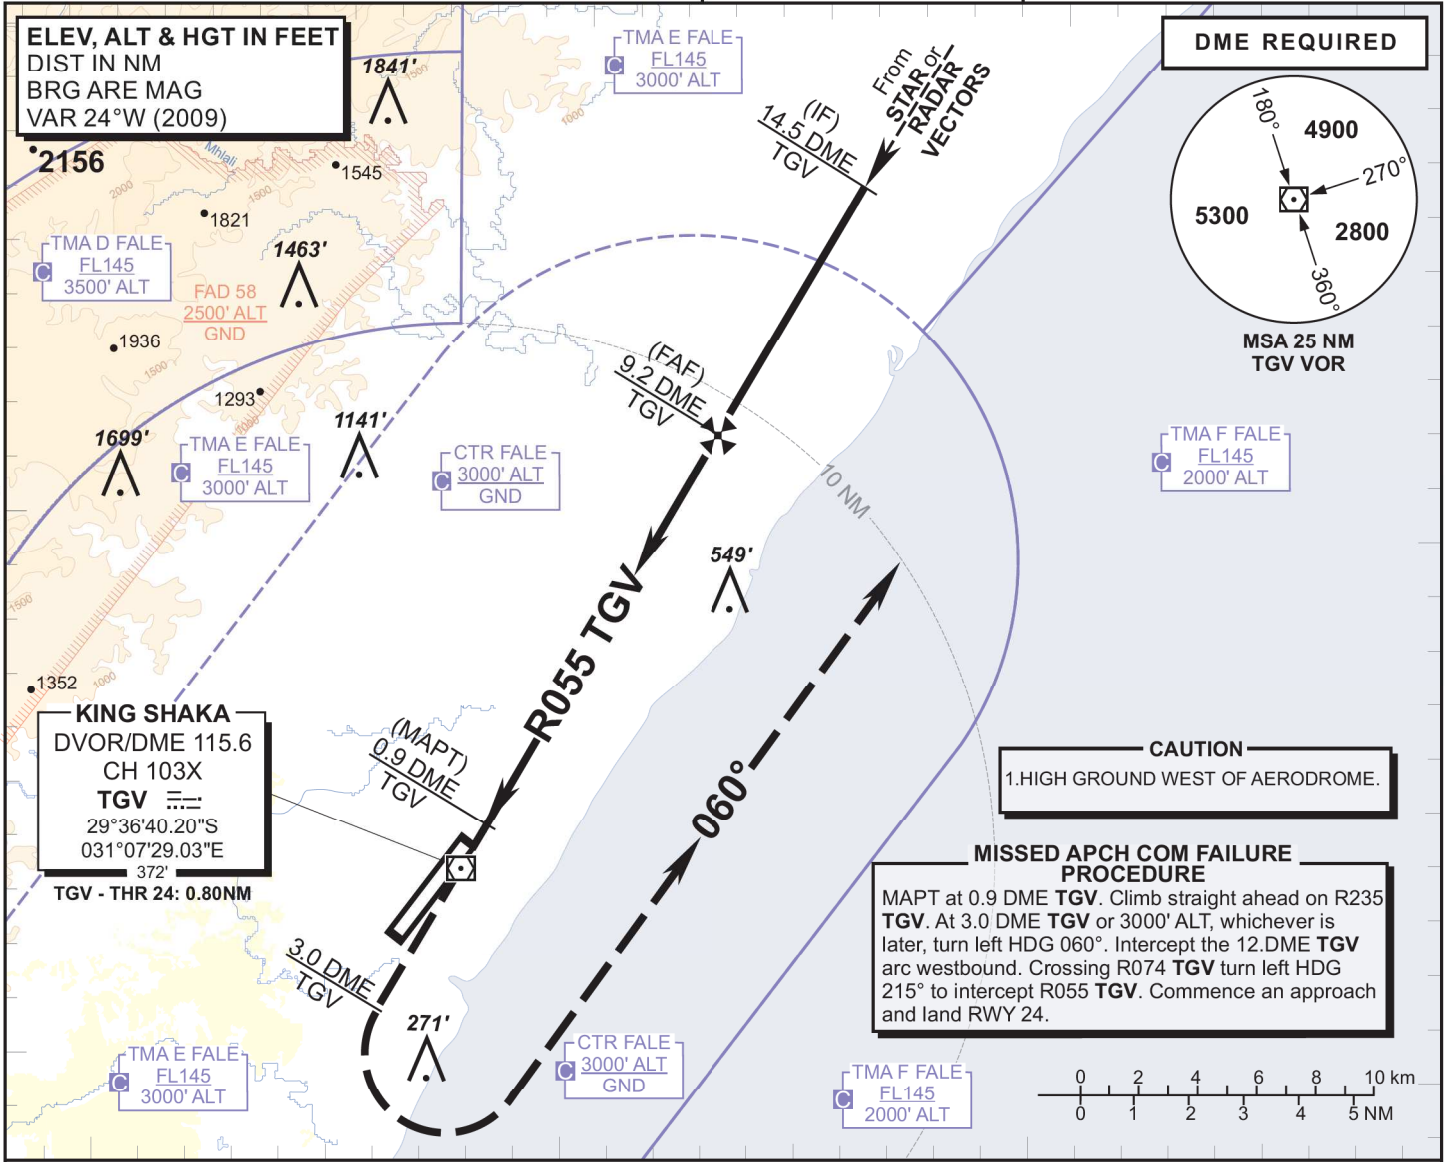 ELEV, ALT & HGT IN FEET
DIST IN NM
BRG ARE MAG
VAR 24°W (2009)
DME REQUIRED
180°
4900
270°
5300
2800
360°
MSA 25 NM
TGV VOR
TMA E FALE
C FL145
3000' ALT
From
STAR or
RADAR
VECTORS
(IF)
14.5 DME
TGV
1841'
1500
1000
2156
Mhlali
1545
2000
1500
1821
1463'
TMA D FALE
C FL145
3500' ALT
FAD 58
2500' ALT
GND
1936
1500
1293
1000
1699'
1141'
TMA E FALE
C FL145
3000' ALT
(FAF)
9.2 DME
TGV
CTR FALE
C 3000' ALT
GND
10 NM
TMA F FALE
C FL145
2000' ALT
549'
1500
1352
1000
R055 TGV
KING SHAKA
DVOR/DME 115.6
CH 103X
TGV
29°36'40.20"S
031°07'29.03"E
372'
TGV - THR 24: 0.80NM
(MAPT)
0.9 DME
TGV
060°
CAUTION
1.HIGH GROUND WEST OF AERODROME.
MISSED APCH COM FAILURE
PROCEDURE
MAPT at 0.9 DME TGV. Climb straight ahead on R235
TGV. At 3.0 DME TGV or 3000' ALT, whichever is
later, turn left HDG 060°. Intercept the 12.DME TGV
arc westbound. Crossing R074 TGV turn left HDG
215° to intercept R055 TGV. Commence an approach
and land RWY 24.
3.0 DME
TGV
271'
TMA E FALE
C FL145
3000' ALT
CTR FALE
C 3000' ALT
GND
TMA F FALE
C FL145
2000' ALT
0 2 4 6 8 10 km
0 1 2 3 4 5 NM